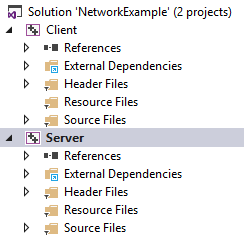 Solution 'NetworkExample' (2 projects)
Client
References
External Dependencies
Header Files
Resource Files
Source Files
Server
References
External Dependencies
Header Files
Resource Files
Source Files